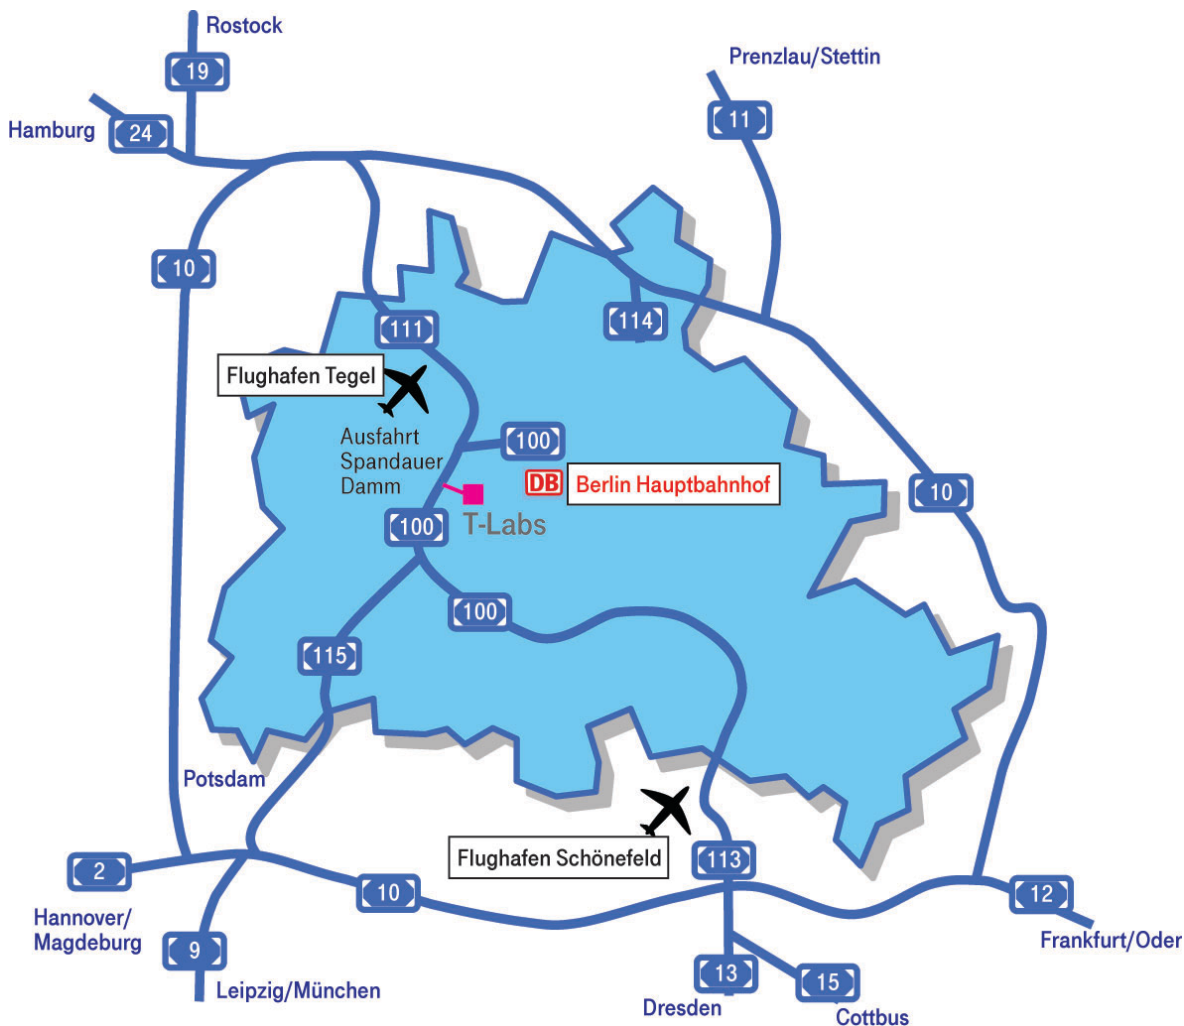 Rostock
19
Prenzlau/Stettin
Hamburg
24
11
10
111
114
Flughafen Tegel
Ausfahrt
Spandauer
Damm
100
DB
Berlin Hauptbahnhof
10
100
T-Labs
100
115
Potsdam
Flughafen Schönefeld
113
2
10
12
Hannover/
Magdeburg
9
Frankfurt/Oder
13
15
Leipzig/München
Dresden
Cottbus